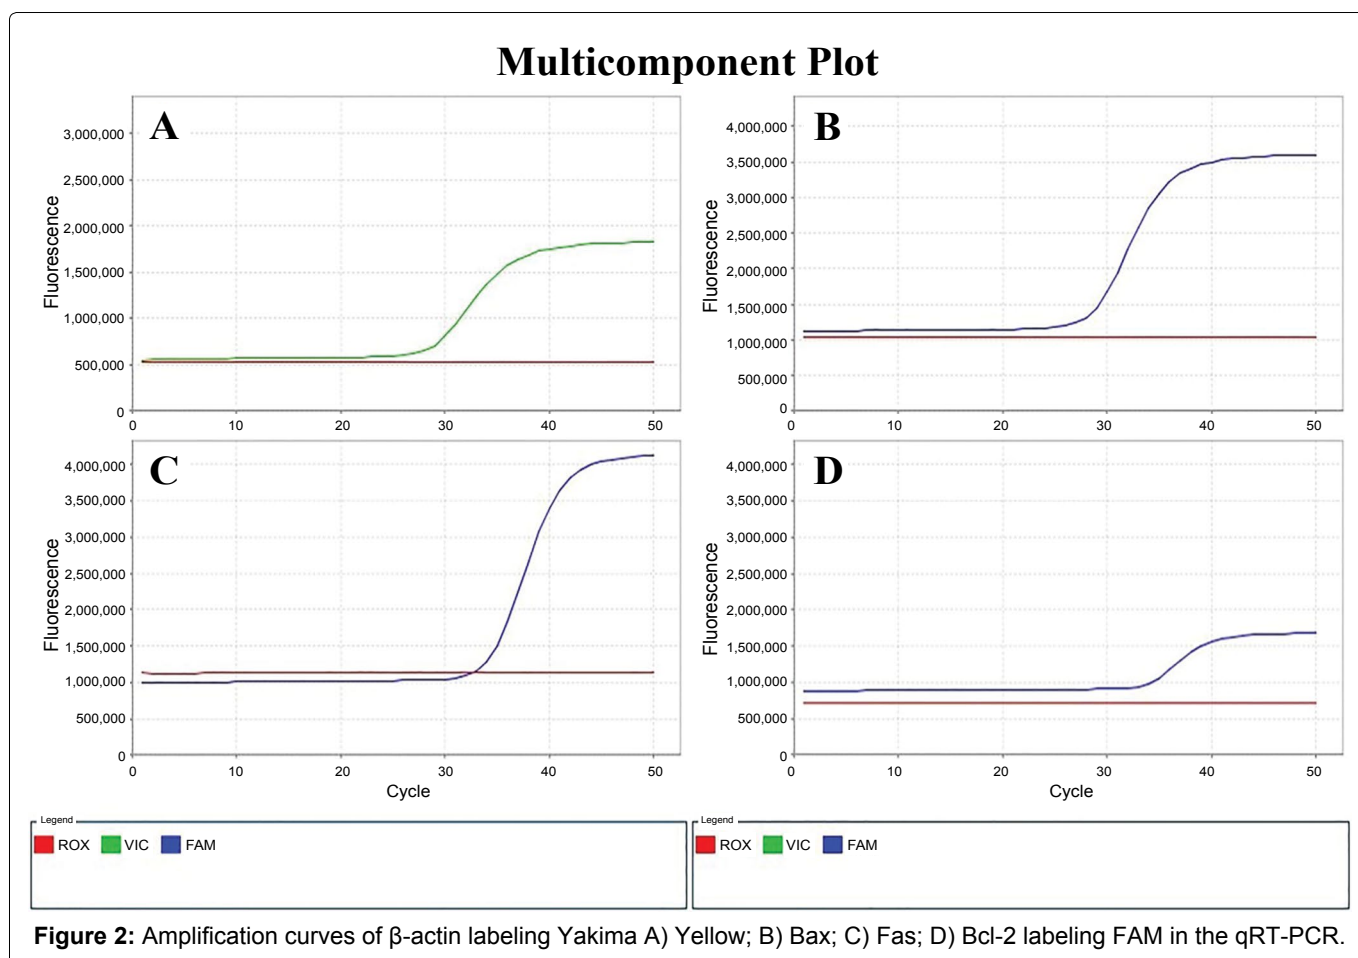 Multicomponent Plot
A
3,000,000
2,500,000
2,000,000
1,500,000
1,000,000
500,000
0
Fluorescence
0 10 20 30 40 50
B
4,000,000
3,500,000
3,000,000
2,500,000
2,000,000
1,500,000
1,000,000
500,000
0
Fluorescence
0 10 20 30 40 50
C
4,000,000
3,500,000
3,000,000
2,500,000
2,000,000
1,500,000
1,000,000
500,000
0
Fluorescence
0 10 20 30 40 50
Cycle
D
4,000,000
3,500,000
3,000,000
2,500,000
2,000,000
1,500,000
1,000,000
500,000
0
Fluorescence
0 10 20 30 40 50
Cycle
Legend
ROX VIC FAM
Legend
ROX VIC FAM
Figure 2: Amplification curves of β-actin labeling Yakima A) Yellow; B) Bax; C) Fas; D) Bcl-2 labeling FAM in the qRT-PCR.